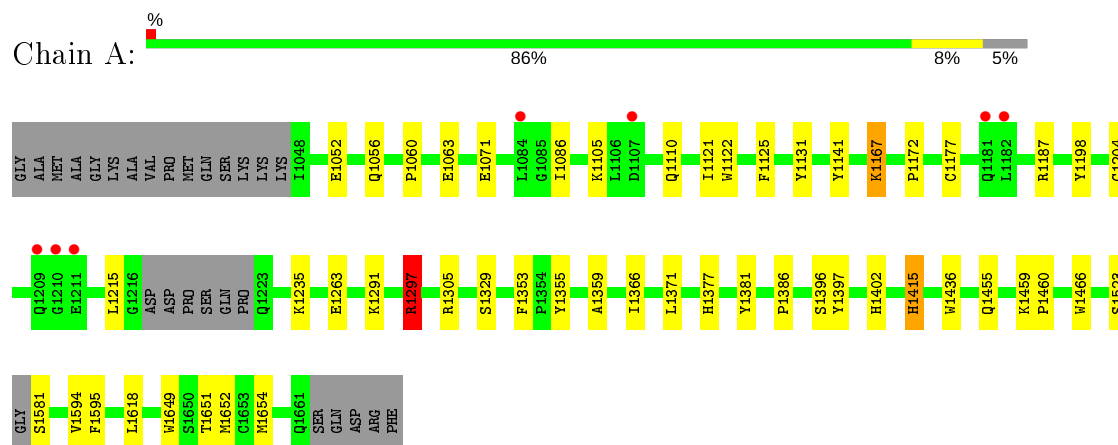 %
Chain A:
86% 8% 5%
GLY ALA MET ALA GLY LYS ALA VAL PRO MET GLN SER LYS LYS LYS I1048 E1052 Q1056 P1060 E1063 E1071 L1084 G1085 I1086 K1105 L1106 D1107 Q1110 I1121 W1122 F1125 Y1131 Y1141 K1167 P1172 C1177 Q1181 L1182 R1187 Y1198 C1204
Q1209 G1210 E1211 L1215 G1216 ASP ASP PRO SER GLN PRO Q1223 K1235 E1263 K1291 R1297 R1305 S1329 F1353 P1354 Y1355 A1359 I1366 L1371 H1377 Y1381 P1386 S1396 Y1397 H1402 H1415 W1436 Q1455 K1459 P1460 W1466 S1523
GLY S1581 V1594 F1595 L1618 W1649 S1650 T1651 M1652 C1653 M1654 Q1661 SER GLN ASP ARG PHE